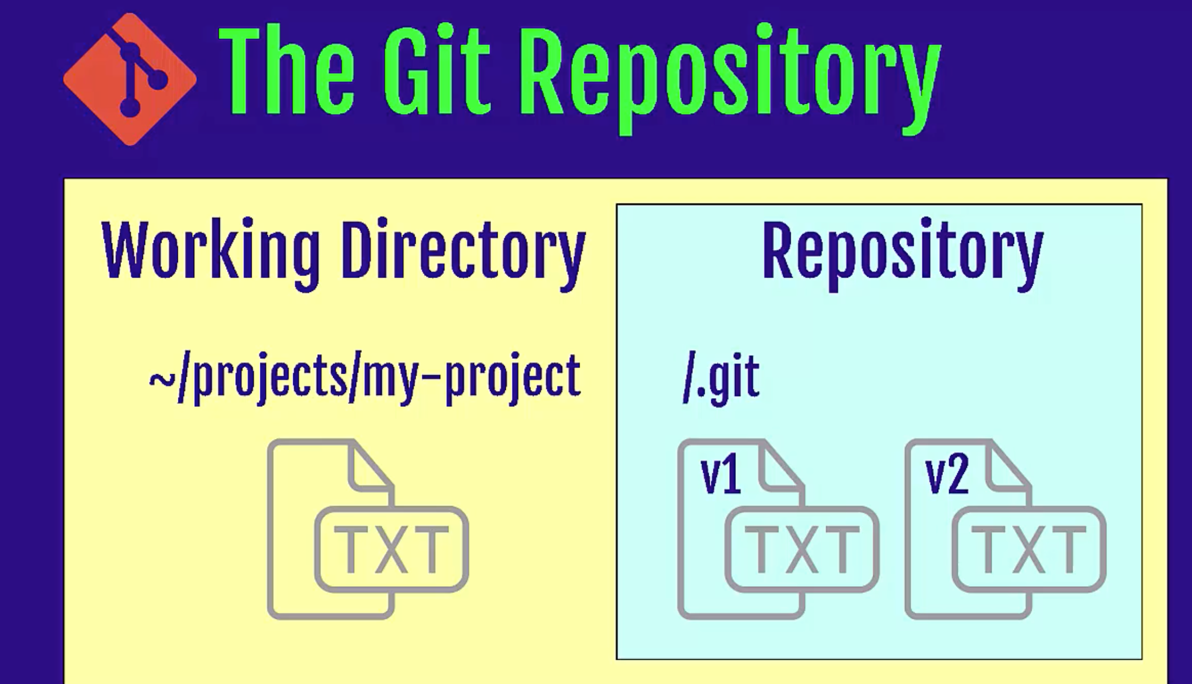 The Git Repository
Working Directory
Repository
~/projects/my-project
/.git
v1
v2
TXT
TXT
TXT